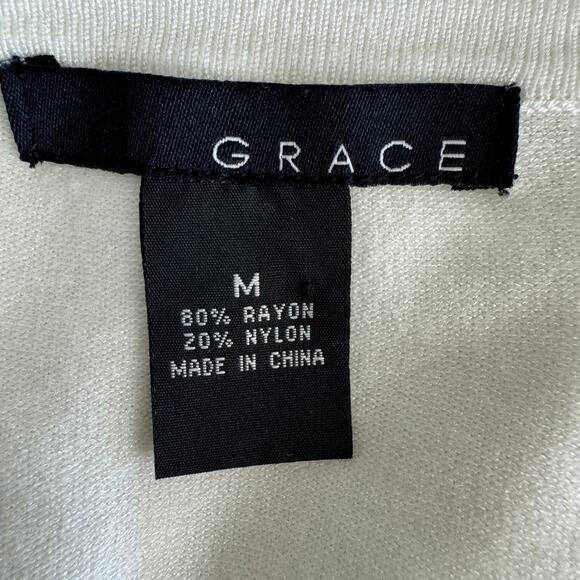 GRACE
M
80% RAYON
20% NYLON
MADE IN CHINA